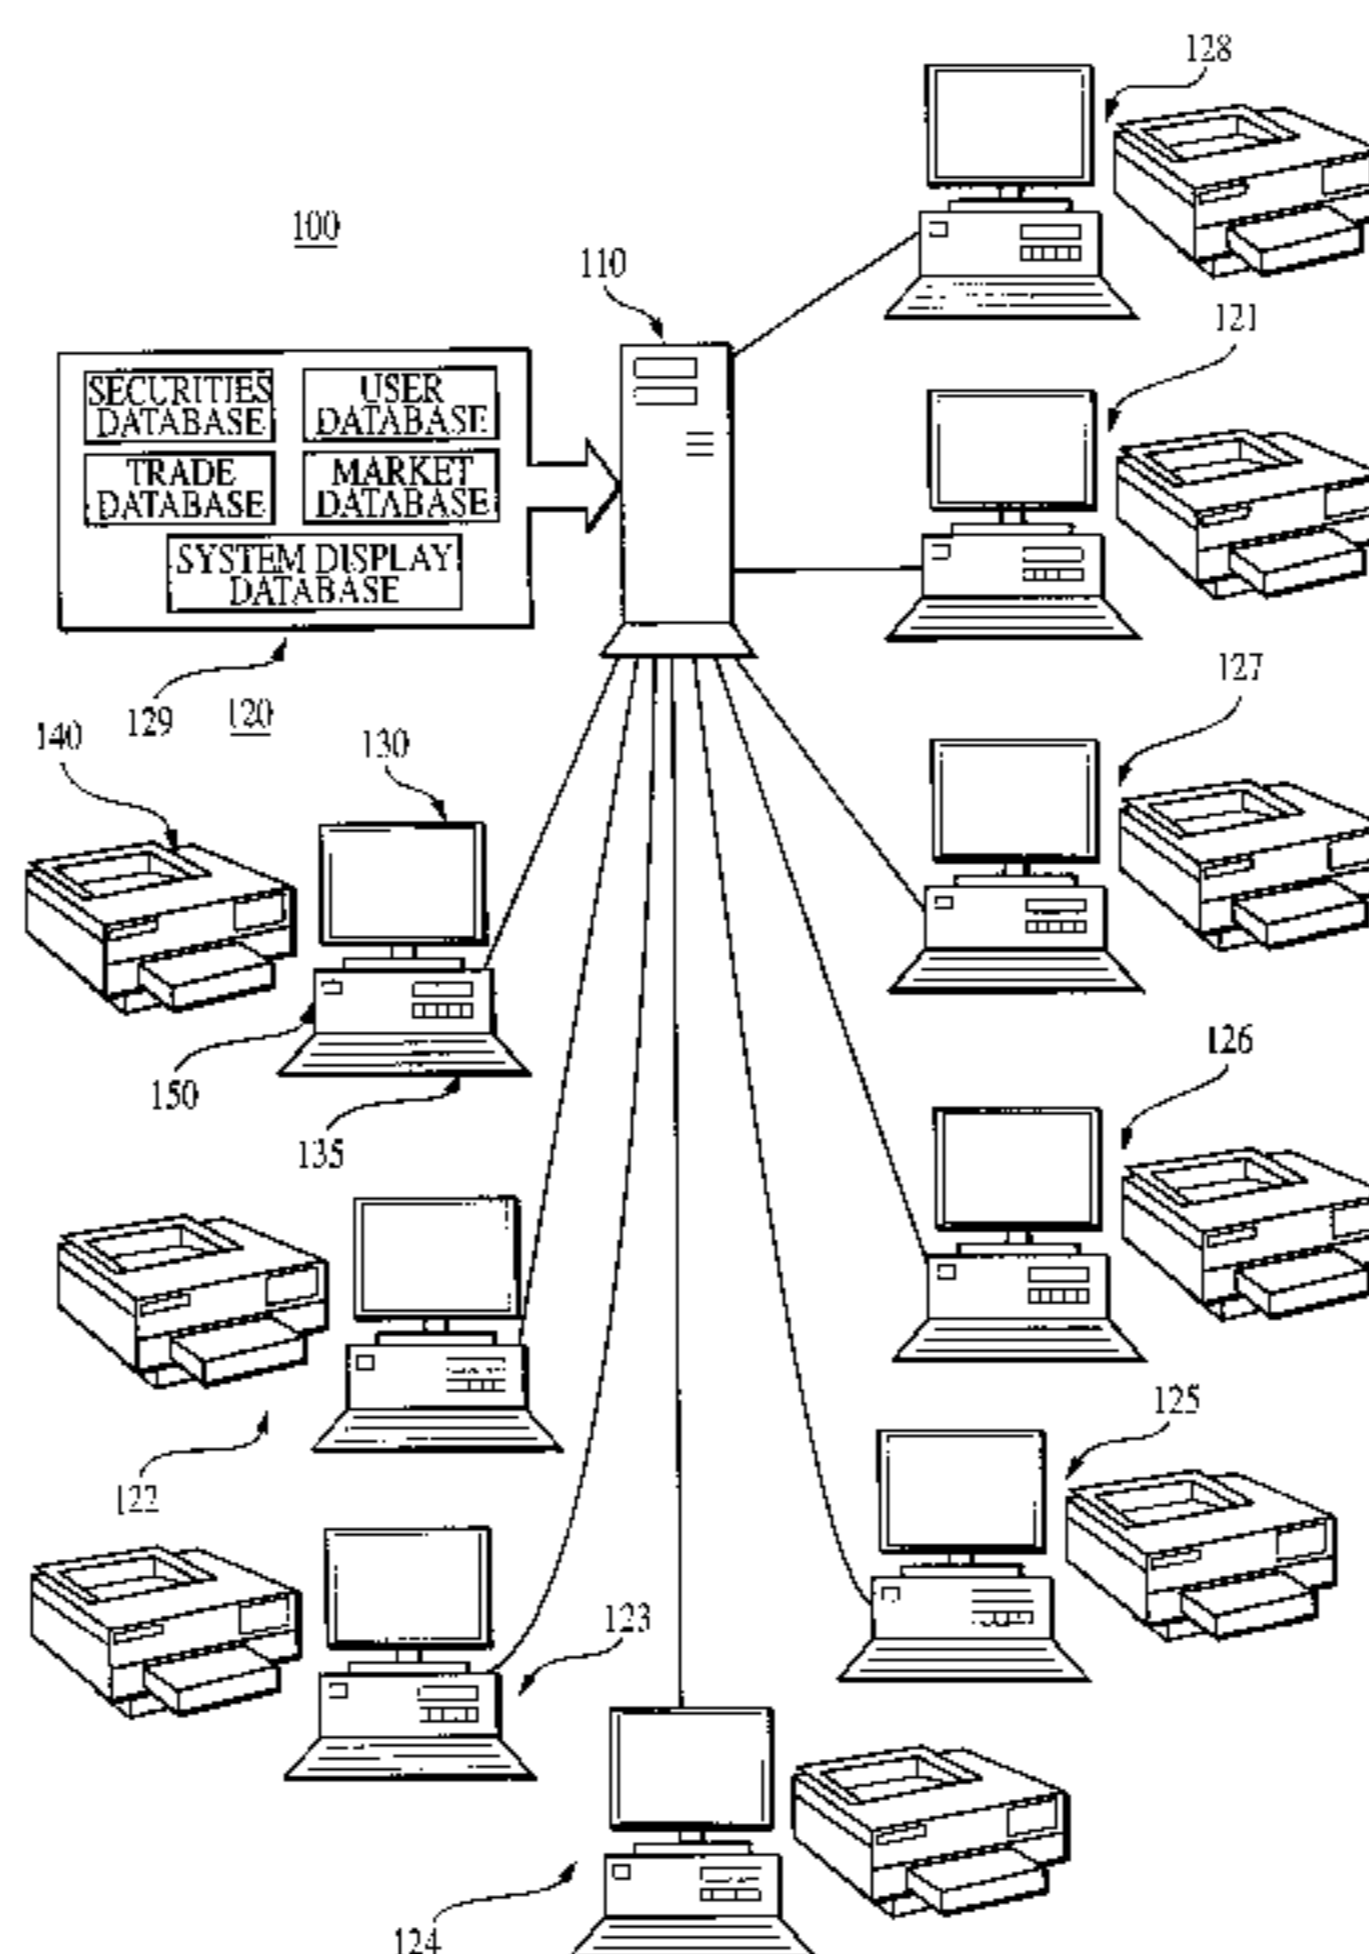 128
100
110
121
SECURITIES
DATABASE
USER
DATABASE
TRADE
DATABASE
MARKET
DATABASE
SYSTEM DISPLAY
DATABASE
129
120
127
140
130
150
135
126
122
125
123
124